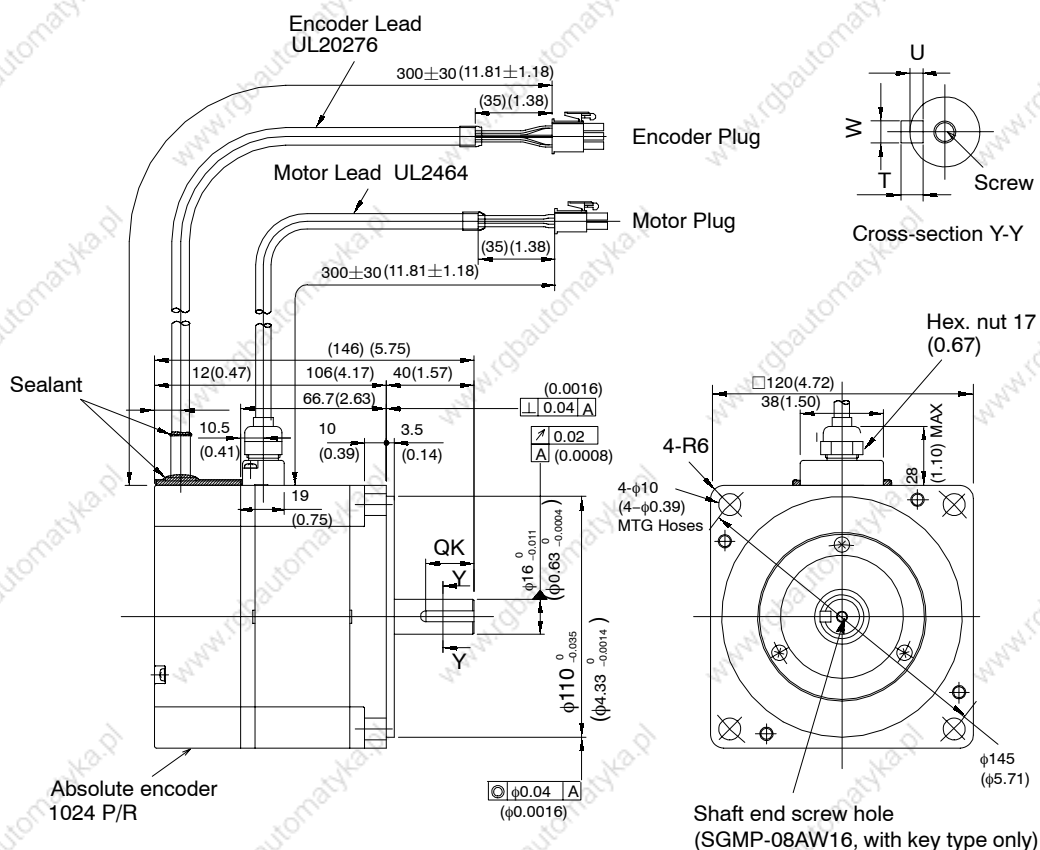 Encoder Lead
UL20276
300±30(11.81±1.18)
(35)(1.38)
Encoder Plug
Motor Lead UL2464
Motor Plug
(35)(1.38)
300±30(11.81±1.18)
U
W
T
Screw
Cross-section Y-Y
(146) (5.75)
12(0.47)
106(4.17)
40(1.57)
66.7(2.63)
Sealant
10.5
(0.41)
10
(0.39)
3.5
(0.14)
19
(0.75)
(0.0016)
⊥ 0.04 A
↗ 0.02
A (0.0008)
QK
Y
Y
ϕ16 0 -0.011
(ϕ0.63 0 -0.0004)
ϕ110 0 -0.035
(ϕ4.33 0 -0.0014)
◎ ϕ0.04 A
(ϕ0.0016)
Absolute encoder
1024 P/R
Hex. nut 17
(0.67)
□120(4.72)
38(1.50)
28
(1.10) MAX
4-R6
4-ϕ10
(4-ϕ0.39)
MTG Hoses
ϕ145
(ϕ5.71)
Shaft end screw hole
(SGMP-08AW16, with key type only)
www.rgbautomatyka.pl